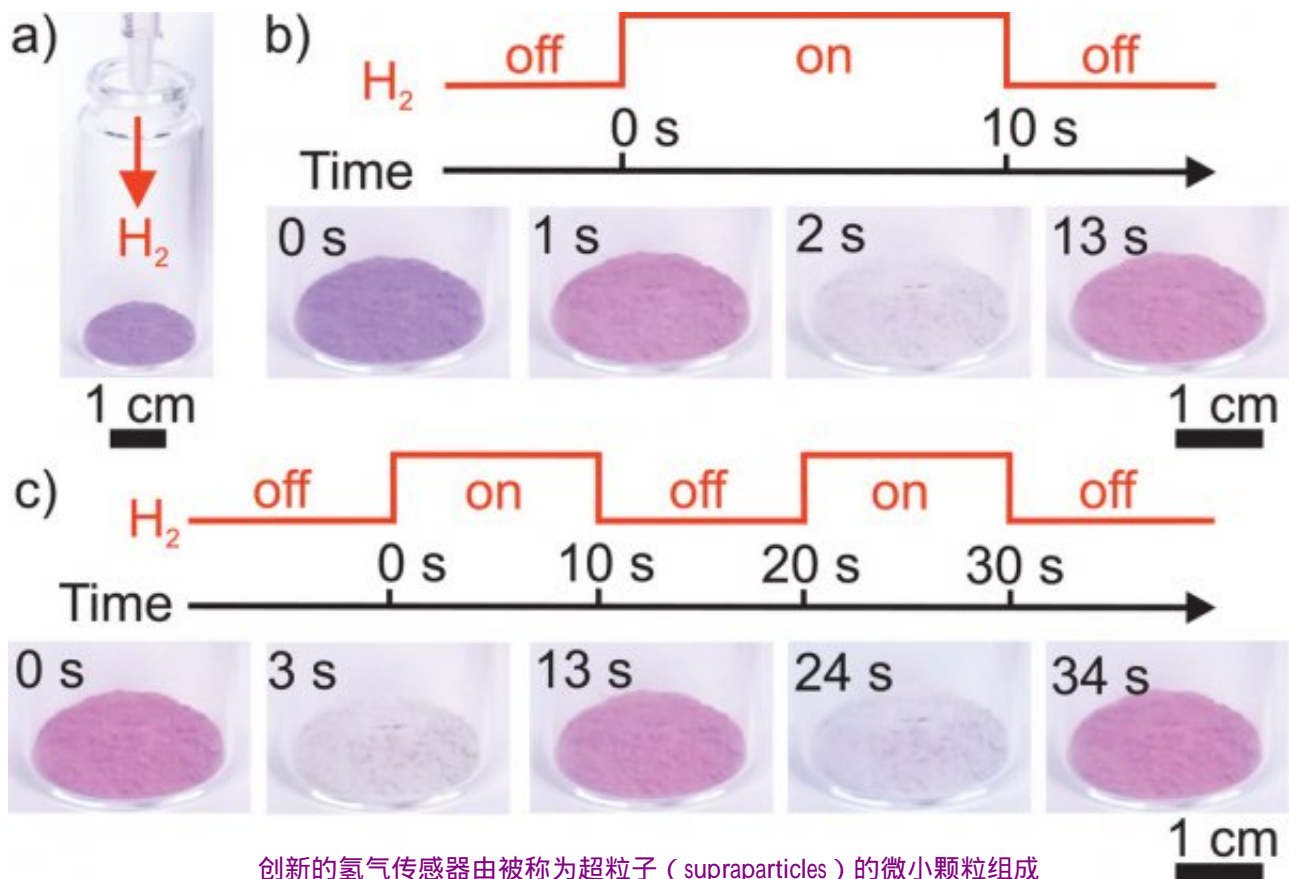 a)
H₂
1 cm
b)
off on off
H₂
0 s 10 s
Time
0 s 1 s 2 s 13 s
1 cm
c)
off on off on off
H₂
0 s 10 s 20 s 30 s
Time
0 s 3 s 13 s 24 s 34 s
1 cm
创新的氢气传感器由被称为超粒子（supraparticles）的微小颗粒组成